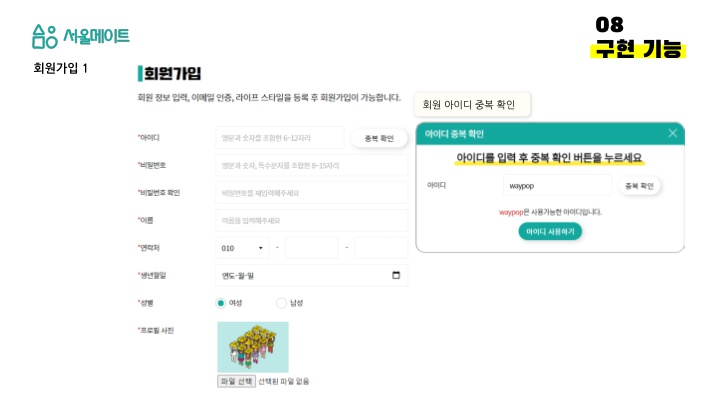 서울메이트
08
구현 기능
회원가입 1
회원가입
회원 정보 입력, 이메일 인증, 라이프 스타일을 등록 후 회원가입이 가능합니다.
회원 아이디 중복 확인
*아이디
영문과 숫자를 조합한 6~12자리
중복 확인
*비밀번호
영문과 숫자, 특수문자를 조합한 8~15자리
*비밀번호 확인
비밀번호를 재입력해주세요
*이름
이름을 입력해주세요
*연락처
010
-
-
*생년월일
연도-월-일
*성별
여성
남성
*프로필 사진
파일 선택 선택된 파일 없음
아이디 중복 확인
아이디를 입력 후 중복 확인 버튼을 누르세요
아이디
waypop
중복 확인
waypop은 사용가능한 아이디입니다.
아이디 사용하기